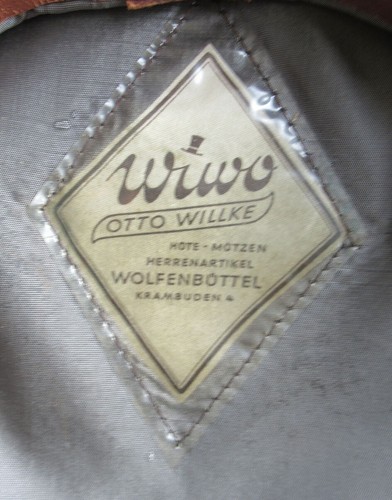 Wiwo
OTTO WILLKE
HÜTE - MÜTZEN
HERRENARTIKEL
WOLFENBÜTTEL
KRAMBUDEN 4